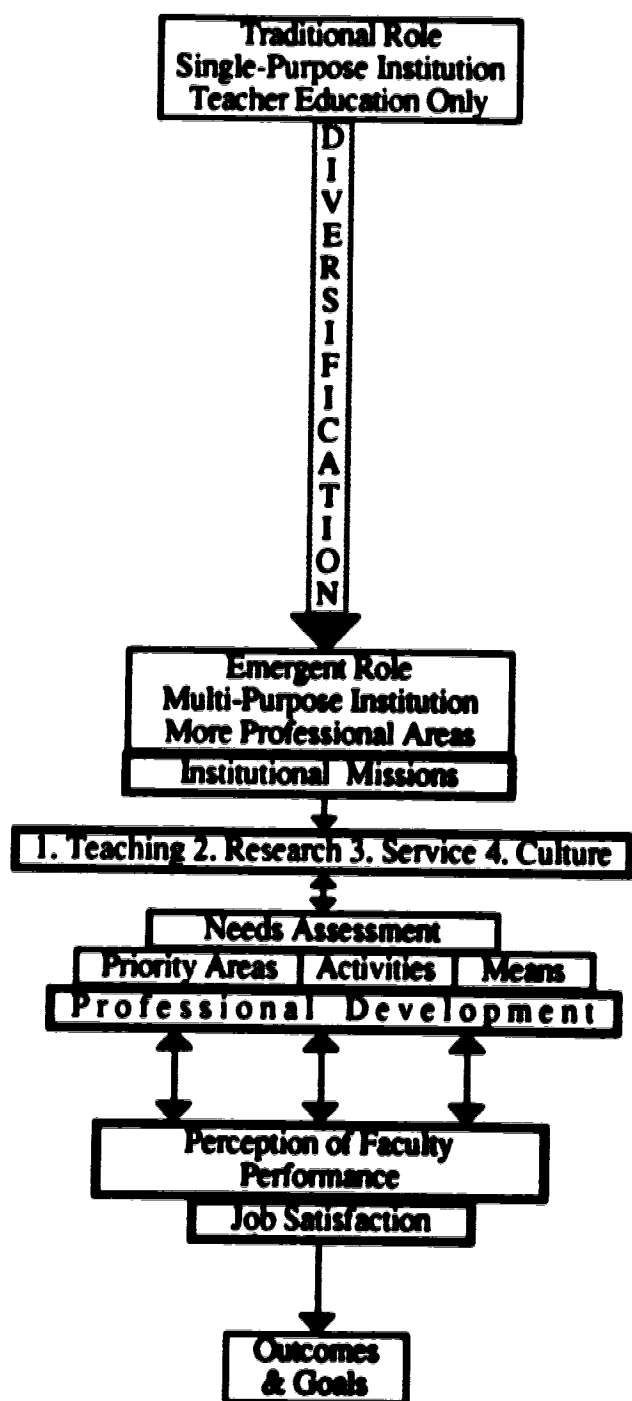 Traditional Role
Single-Purpose Institution
Teacher Education Only
DIVERSIFICATION
Emergent Role
Multi-Purpose Institution
More Professional Areas
Institutional Missions
1. Teaching 2. Research 3. Service 4. Culture
Needs Assessment
Priority Areas Activities Means
Professional Development
Perception of Faculty
Performance
Job Satisfaction
Outcomes
& Goals